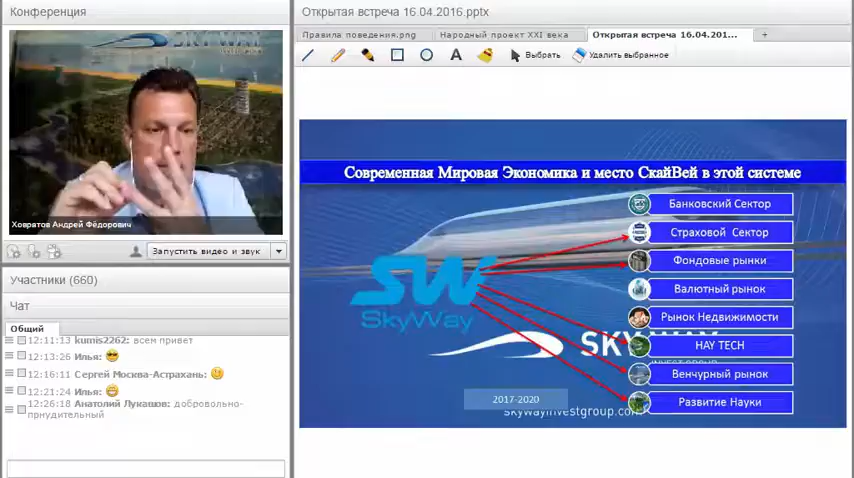 Конференция
SKYWAY
Ховратов Андрей Фёдорович
Запустить видео и звук
Участники (660)
Чат
Общий
12:11:13 kumis2262: всем привет
12:13:26 Илья:
12:16:11 Сергей Москва-Астрахань:
12:21:24 Илья:
12:26:18 Анатолий Лукашов: добровольно-
прнудительный
Открытая встреча 16.04.2016.pptx
Правила поведения.png
Народный проект XXI века
Открытая встреча 16.04.201...
+
A
Выбрать
Удалить выбранное
Современная Мировая Экономика и место СкайВей в этой системе
Банковский Сектор
Страховой Сектор
Фондовые рынки
Валютный рынок
Рынок Недвижимости
HAY TECH
Венчурный рынок
Развитие Науки
SW
SkyWay
SKYWAY
2017-2020
skywayinvestgroup.com